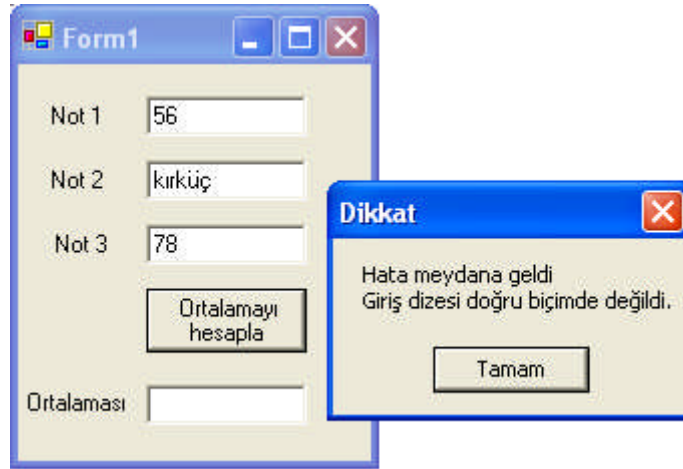 Form1
Not 1
56
Not 2
kırküç
Not 3
78
Ortalamayı
hesapla
Ortalaması
Dikkat
Hata meydana geldi
Giriş dizesi doğru biçimde değildi.
Tamam